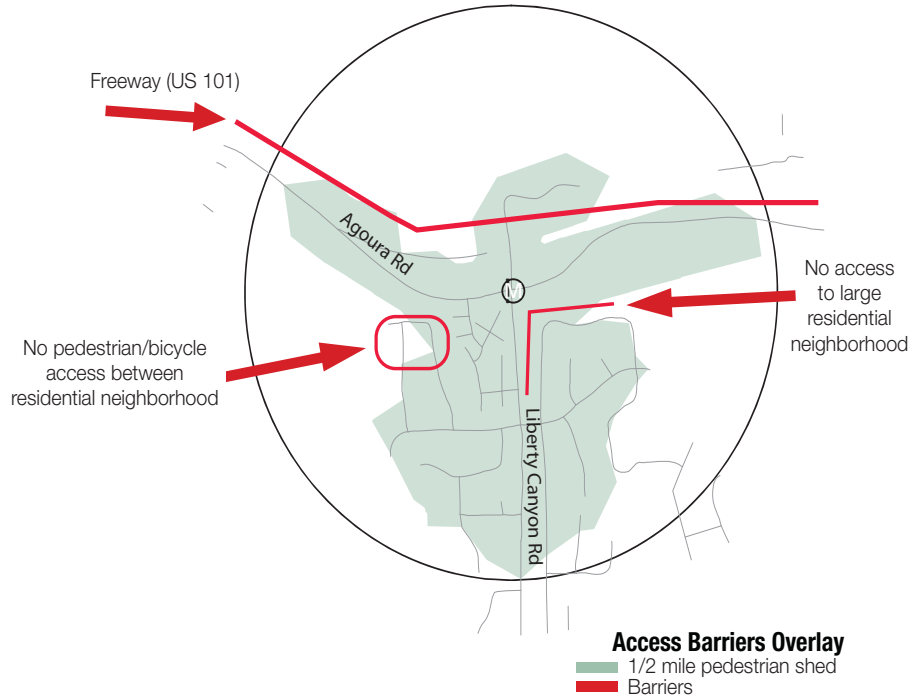 Freeway (US 101)
Agoura Rd
No access
to large
residential
neighborhood
No pedestrian/bicycle
access between
residential neighborhood
Liberty Canyon Rd
Access Barriers Overlay
1/2 mile pedestrian shed
Barriers